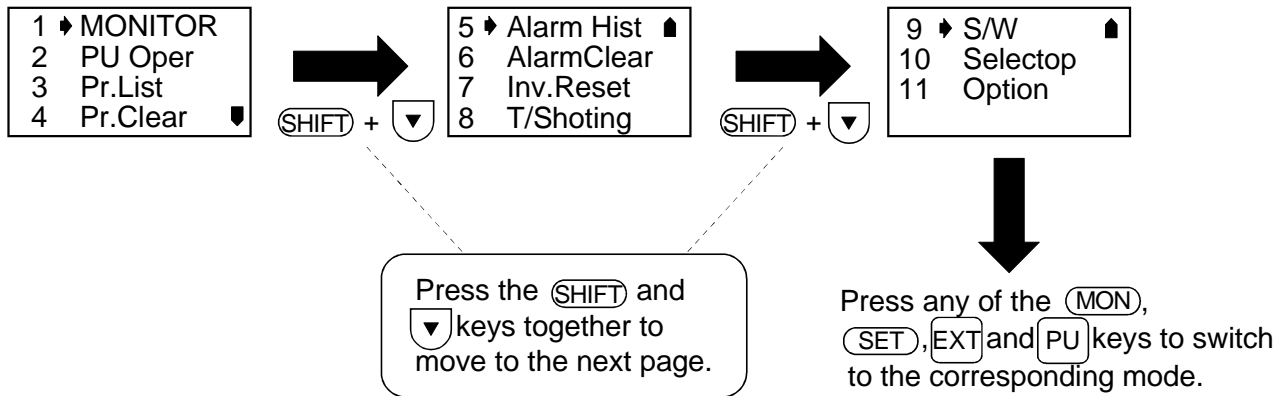 1 MONITOR
2 PU Oper
3 Pr.List
4 Pr.Clear
SHIFT +
5 Alarm Hist
6 AlarmClear
7 Inv.Reset
8 T/Shoting
SHIFT +
9 S/W
10 Selectop
11 Option
Press the SHIFT and
keys together to
move to the next page.
Press any of the MON,
SET, EXT and PU keys to switch
to the corresponding mode.